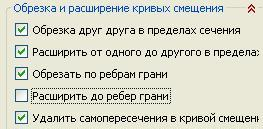 Обрезка и расширение кривых смещения
Обрезка друг друга в пределах сечения
Расширить от одного до другого в предела
Обрезать по ребрам грани
Расширить до ребер грани
Удалить самопересечения в кривой смещен